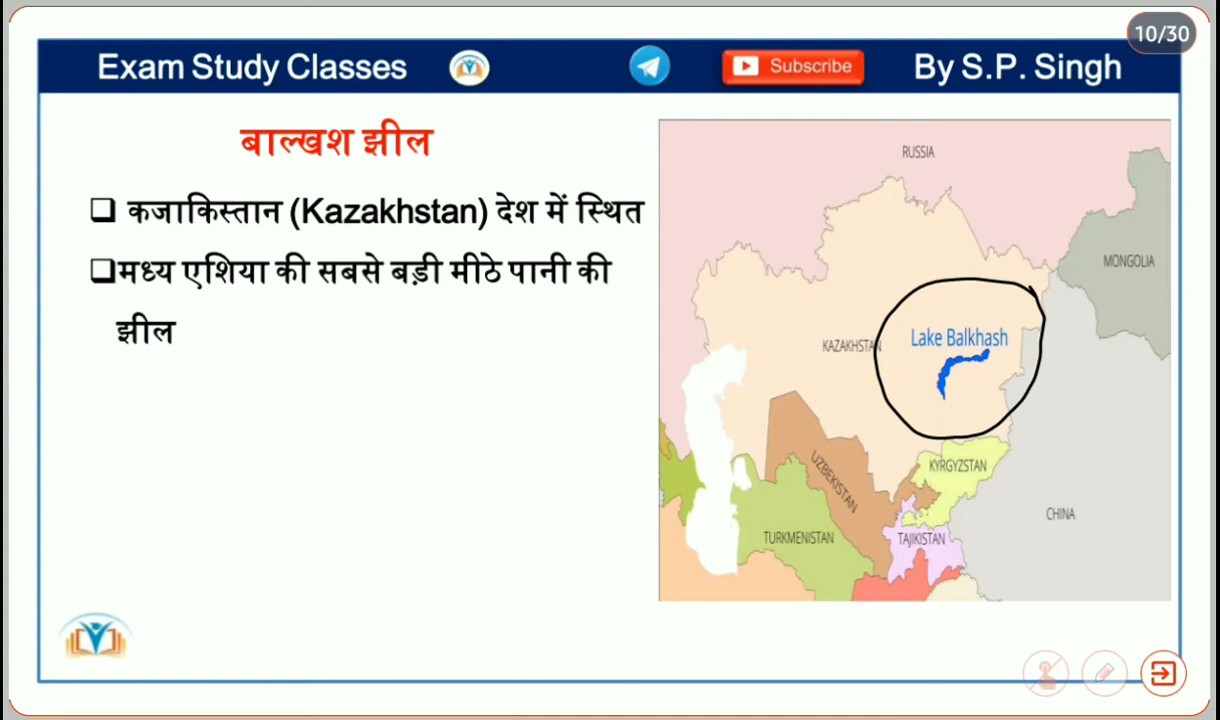 10/30
Exam Study Classes Subscribe By S.P. Singh
बाल्खश झील
❑ कजाकिस्तान (Kazakhstan) देश में स्थित
❑मध्य एशिया की सबसे बड़ी मीठे पानी की
झील
RUSSIA
MONGOLIA
Lake Balkhash
KAZAKHSTAN
KYRGYZSTAN
UZBEKISTAN
CHINA
TURKMENISTAN
TAJIKISTAN